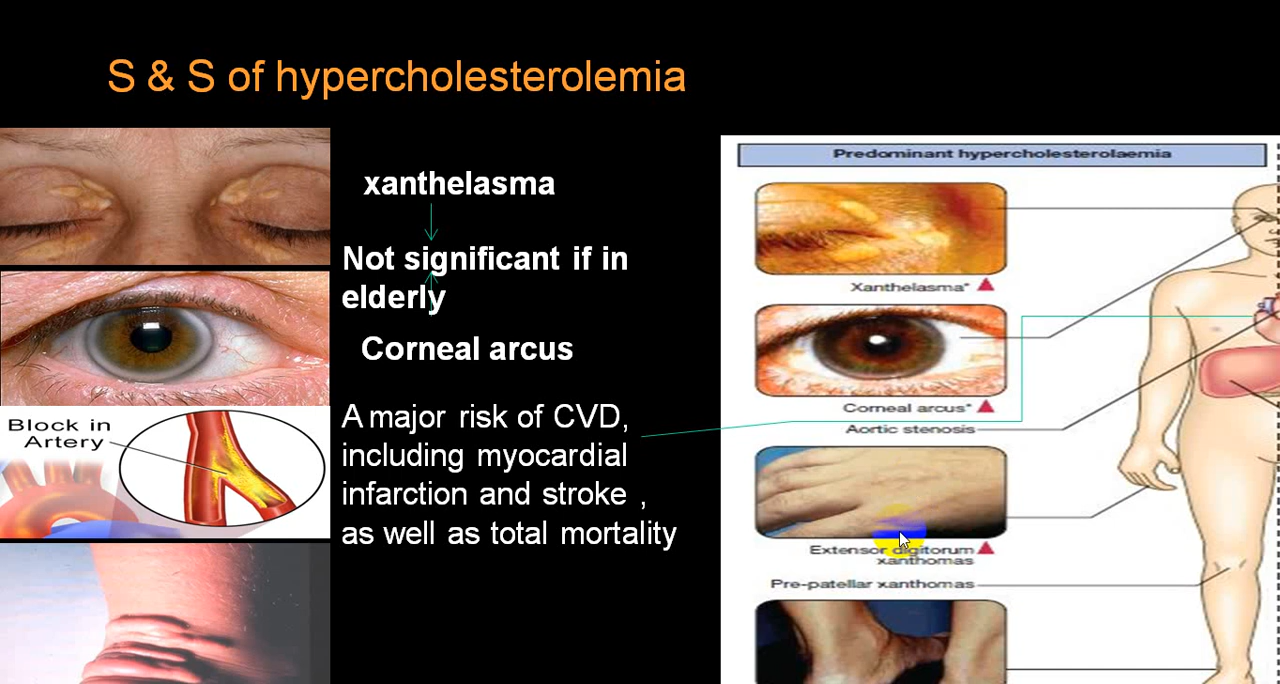 S & S of hypercholesterolemia
xanthelasma
Not significant if in
elderly
Corneal arcus
A major risk of CVD,
including myocardial
infarction and stroke ,
as well as total mortality
Block in
Artery
Predominant hypercholesterolaemia
Xanthelasma*
Corneal arcus*
Aortic stenosis
Extensor digitorum
xanthomas
Pre-patellar xanthomas